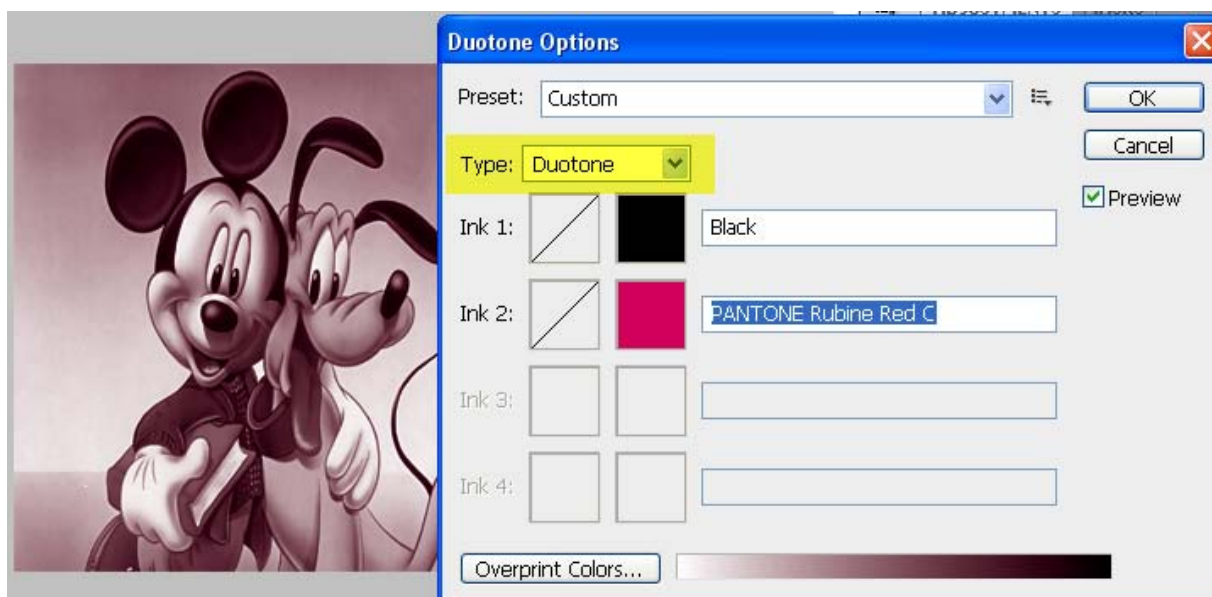 Duotone Options
Preset: Custom
OK
Cancel
Type: Duotone
Preview
Ink 1: Black
Ink 2: PANTONE Rubine Red C
Ink 3:
Ink 4:
Overprint Colors...